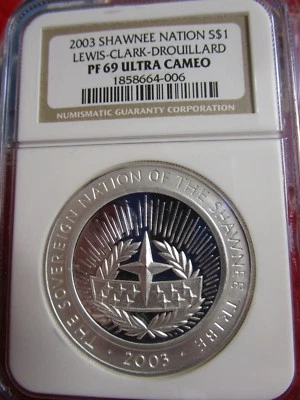 2003 SHAWNEE NATION S$1
LEWIS-CLARK-DROUILLARD
PF 69 ULTRA CAMEO
1858664-006
NUMISMATIC GUARANTY CORPORATION
THE SOVEREIGN NATION OF THE SHAWNEE TRIBE
· 2003 ·